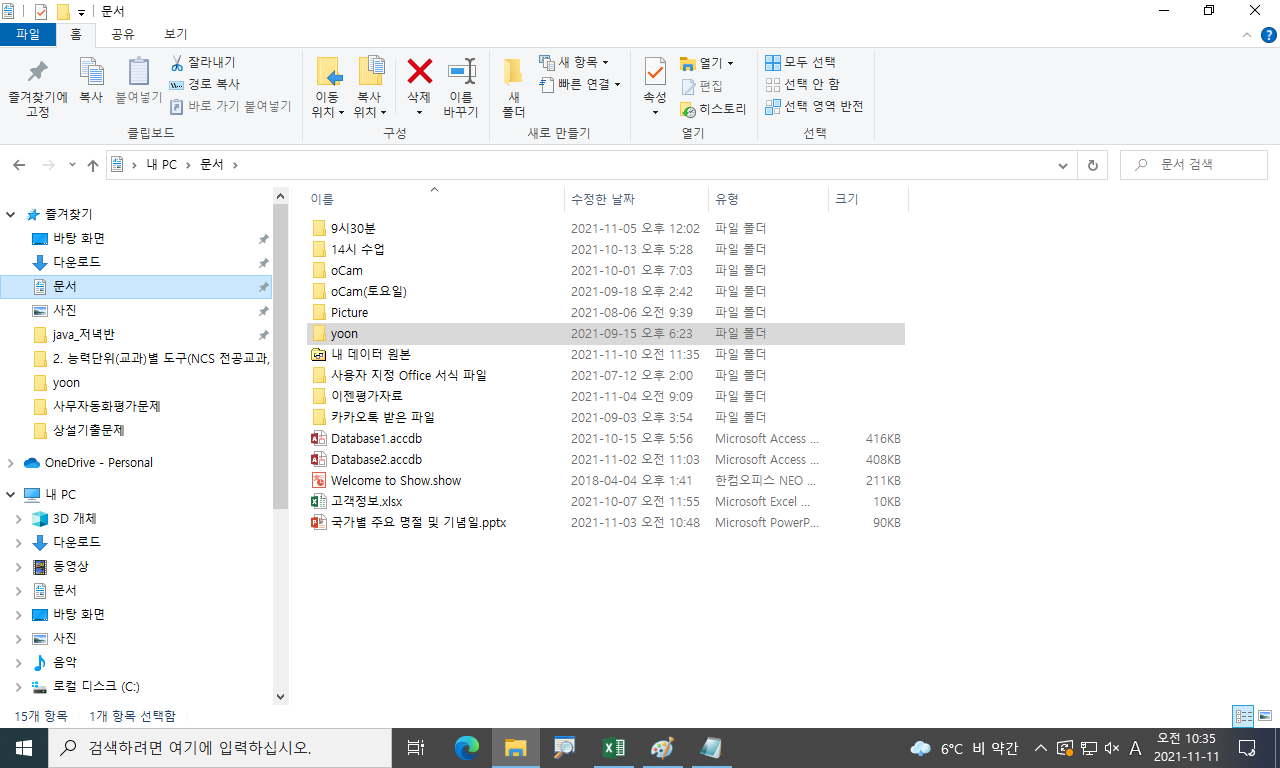 문서
파일 홈 공유 보기
즐겨찾기에 고정
복사
붙여넣기
잘라내기
경로 복사
바로 가기 붙여넣기
클립보드
이동 위치
복사 위치
삭제
이름 바꾸기
구성
새 폴더
새 항목
빠른 연결
새로 만들기
속성
열기
편집
히스토리
열기
모두 선택
선택 안 함
선택 영역 반전
선택
내 PC 문서
문서 검색
즐겨찾기
바탕 화면
다운로드
문서
사진
java_저녁반
2. 능력단위(교과)별 도구(NCS 전공교과,
yoon
사무자동화평가문제
상설기출문제
OneDrive - Personal
내 PC
3D 개체
다운로드
동영상
문서
바탕 화면
사진
음악
로컬 디스크 (C:)
이름 수정한 날짜 유형 크기
9시30분 2021-11-05 오후 12:02 파일 폴더
14시 수업 2021-10-13 오후 5:28 파일 폴더
oCam 2021-10-01 오후 7:03 파일 폴더
oCam(토요일) 2021-09-18 오후 2:42 파일 폴더
Picture 2021-08-06 오전 9:39 파일 폴더
yoon 2021-09-15 오후 6:23 파일 폴더
내 데이터 원본 2021-11-10 오전 11:35 파일 폴더
사용자 지정 Office 서식 파일 2021-07-12 오후 2:00 파일 폴더
이젠평가자료 2021-11-04 오전 9:09 파일 폴더
카카오톡 받은 파일 2021-09-03 오후 3:54 파일 폴더
Database1.accdb 2021-10-15 오후 5:56 Microsoft Access ... 416KB
Database2.accdb 2021-11-02 오전 11:03 Microsoft Access ... 408KB
Welcome to Show.show 2018-04-04 오후 1:41 한컴오피스 NEO ... 211KB
고객정보.xlsx 2021-10-07 오전 11:55 Microsoft Excel ... 10KB
국가별 주요 명절 및 기념일.pptx 2021-11-03 오전 10:48 Microsoft PowerP... 90KB
15개 항목 1개 항목 선택함
검색하려면 여기에 입력하십시오.
6°C 비 약간
A
오전 10:35
2021-11-11